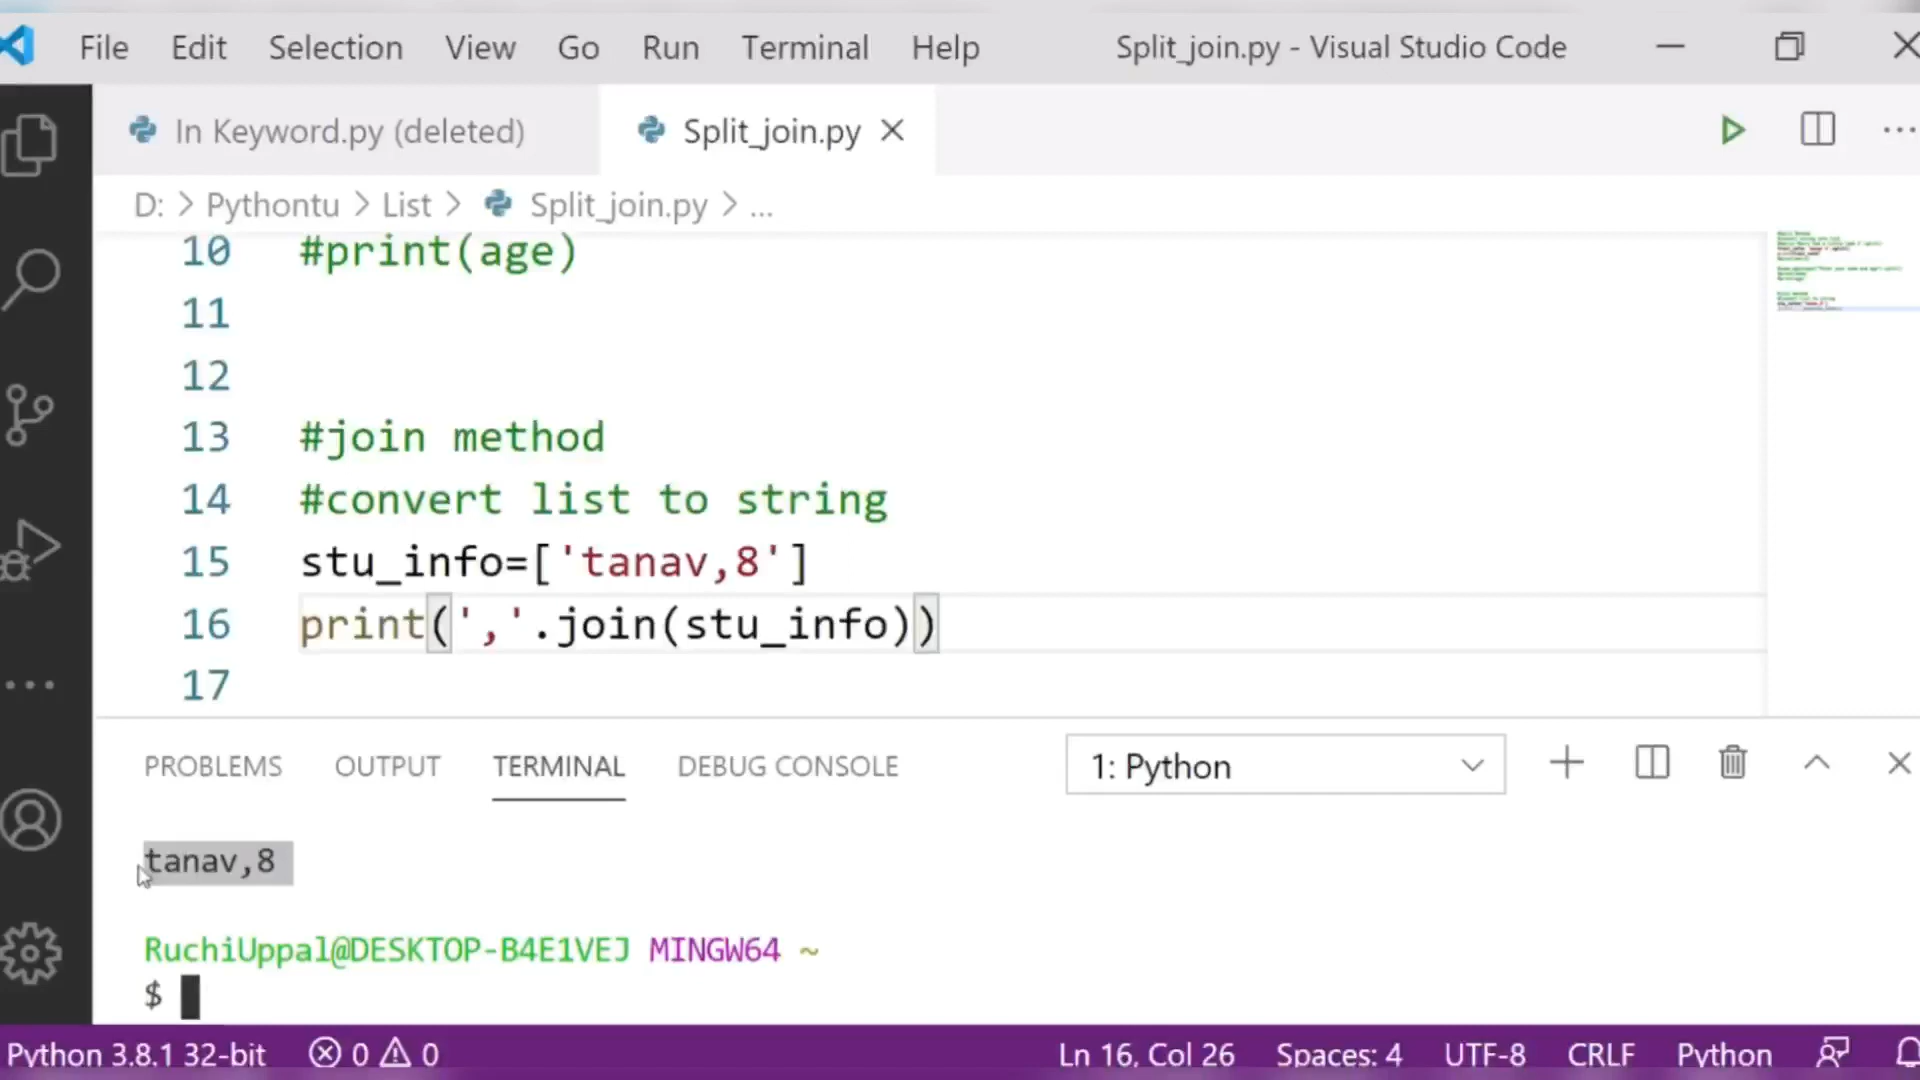 File Edit Selection View Go Run Terminal Help Split_join.py - Visual Studio Code
In Keyword.py (deleted) Split_join.py
D: > Pythontu > List > Split_join.py > ...
10 #print(age)
11
12
13 #join method
14 #convert list to string
15 stu_info=['tanav,8']
16 print(','.join(stu_info))
17
PROBLEMS OUTPUT TERMINAL DEBUG CONSOLE 1: Python
tanav,8
RuchiUppal@DESKTOP-B4E1VEJ MINGW64 ~
$
Python 3.8.1 32-bit 0 0 Ln 16, Col 26 Spaces: 4 UTF-8 CRLF Python